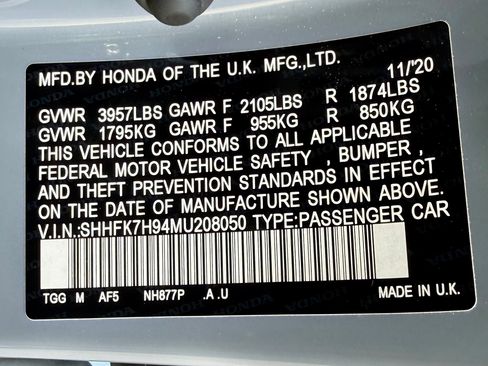 MFD.BY HONDA OF THE U.K. MFG.,LTD. 11/'20
GVWR 3957LBS GAWR F 2105LBS R 1874LBS
GVWR 1795KG GAWR F 955KG R 850KG
THIS VEHICLE CONFORMS TO ALL APPLICABLE
FEDERAL MOTOR VEHICLE SAFETY , BUMPER ,
AND THEFT PREVENTION STANDARDS IN EFFECT
ON THE DATE OF MANUFACTURE SHOWN ABOVE.
V.I.N.:SHHFK7H94MU208050 TYPE:PASSENGER CAR
TGG M AF5 NH877P .A .U MADE IN U.K.